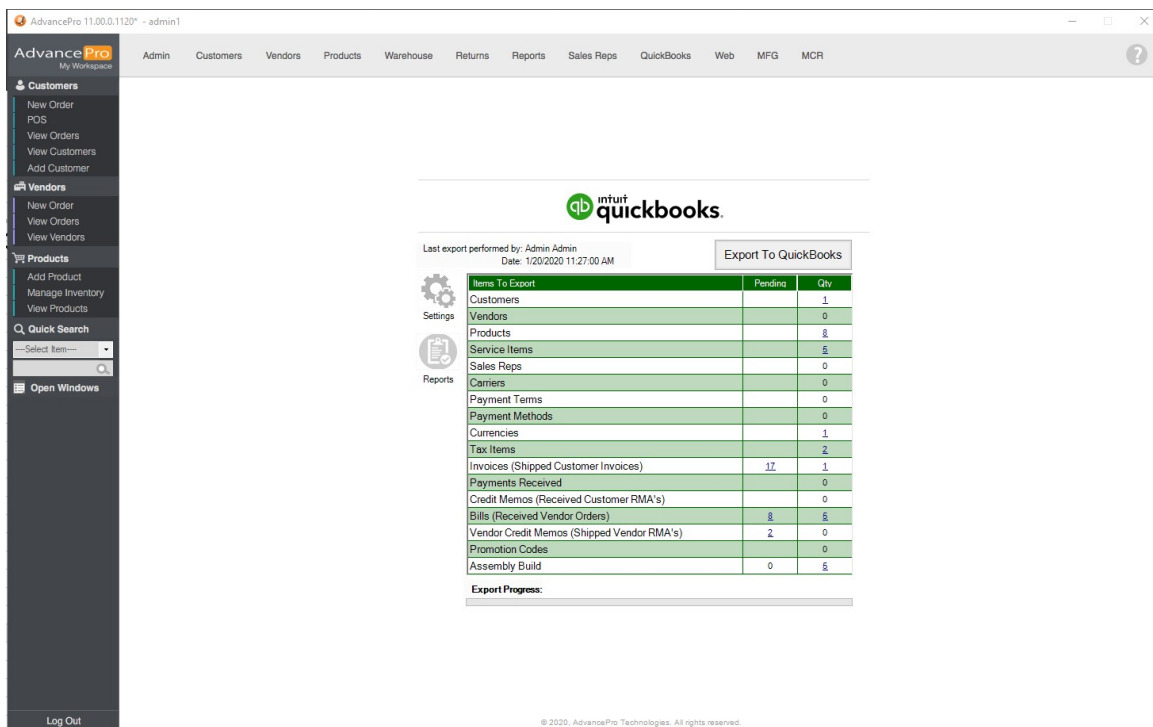 AdvancePro 11.00.0.1120* - admin1
AdvancePro
My Workspace
Admin Customers Vendors Products Warehouse Returns Reports Sales Reps QuickBooks Web MFG MCR
?
Customers
New Order
POS
View Orders
View Customers
Add Customer
Vendors
New Order
View Orders
View Vendors
Products
Add Product
Manage Inventory
View Products
Quick Search
---Select Item---
Open Windows
Log Out
qb intuit quickbooks.
Last export performed by: Admin Admin
Date: 1/20/2020 11:27:00 AM
Export To QuickBooks
Settings
Reports
Items To Export Pending Qty
Customers 1
Vendors 0
Products 8
Service Items 5
Sales Reps 0
Carriers 0
Payment Terms 0
Payment Methods 0
Currencies 1
Tax Items 2
Invoices (Shipped Customer Invoices) 17 1
Payments Received 0
Credit Memos (Received Customer RMA's) 0
Bills (Received Vendor Orders) 8 5
Vendor Credit Memos (Shipped Vendor RMA's) 2 0
Promotion Codes 0
Assembly Build 0 5
Export Progress:
© 2020, AdvancePro Technologies. All rights reserved.